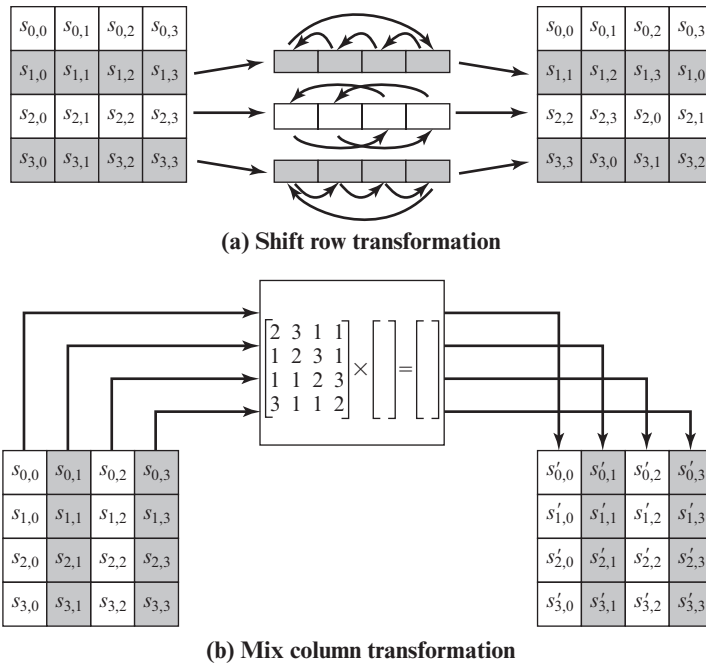 s0,0 s0,1 s0,2 s0,3 s0,0 s0,1 s0,2 s0,3
s1,0 s1,1 s1,2 s1,3 s1,1 s1,2 s1,3 s1,0
s2,0 s2,1 s2,2 s2,3 s2,2 s2,3 s2,0 s2,1
s3,0 s3,1 s3,2 s3,3 s3,3 s3,0 s3,1 s3,2
(a) Shift row transformation
2 3 1 1
1 2 3 1
1 1 2 3
3 1 1 2
× =
s0,0 s0,1 s0,2 s0,3 s′0,0 s′0,1 s′0,2 s′0,3
s1,0 s1,1 s1,2 s1,3 s′1,0 s′1,1 s′1,2 s′1,3
s2,0 s2,1 s2,2 s2,3 s′2,0 s′2,1 s′2,2 s′2,3
s3,0 s3,1 s3,2 s3,3 s′3,0 s′3,1 s′3,2 s′3,3
(b) Mix column transformation